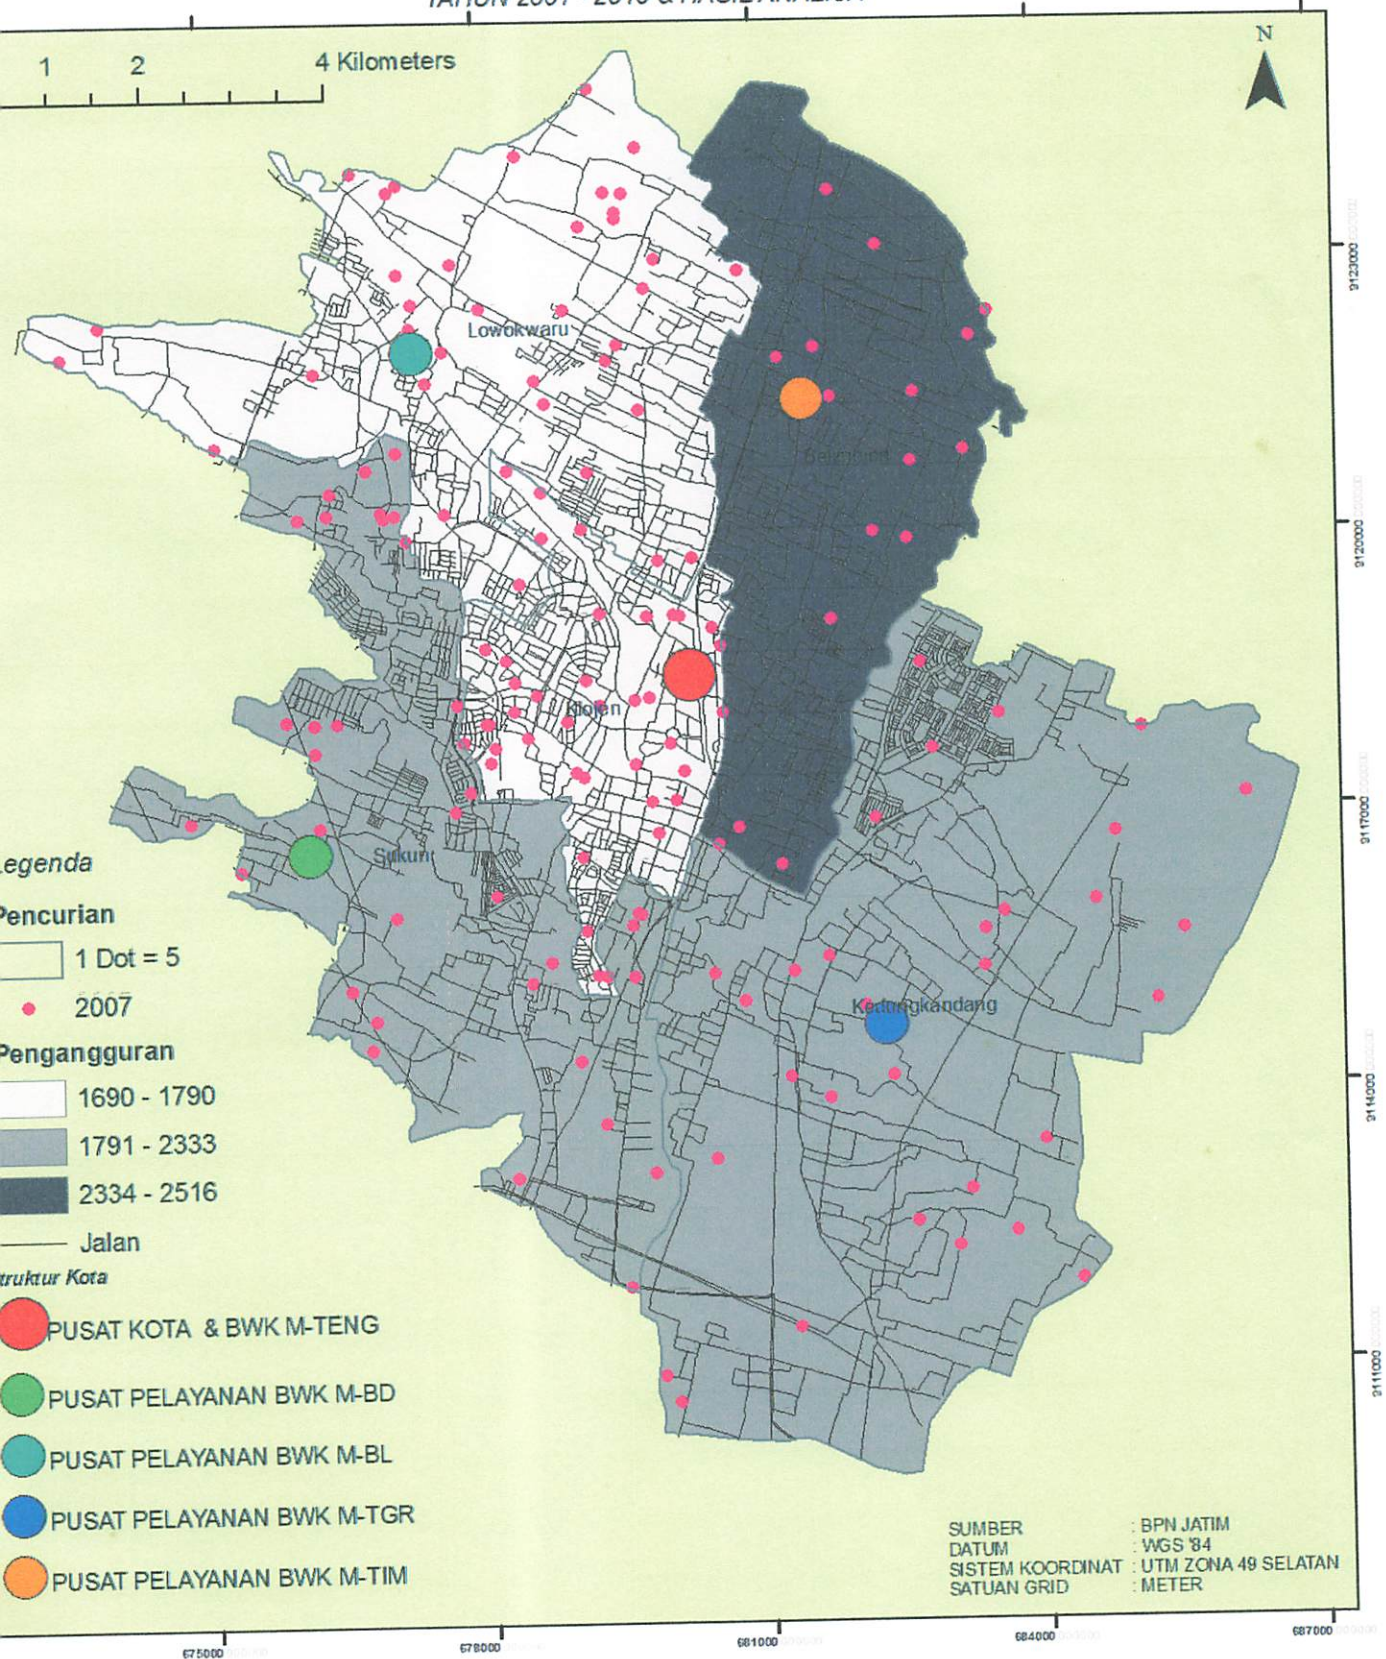 1 2 4 Kilometers
N
Lowokwaru
Belimbing
Klojen
Sukun
Kedungkandang
9123000
9120000
9117000
9114000
9111000
egenda
Pencurian
1 Dot = 5
2007
Pengangguran
1690 - 1790
1791 - 2333
2334 - 2516
Jalan
truktur Kota
PUSAT KOTA & BWK M-TENG
PUSAT PELAYANAN BWK M-BD
PUSAT PELAYANAN BWK M-BL
PUSAT PELAYANAN BWK M-TGR
PUSAT PELAYANAN BWK M-TIM
SUMBER : BPN JATIM
DATUM : WGS '84
SISTEM KOORDINAT : UTM ZONA 49 SELATAN
SATUAN GRID : METER
675000 678000 681000 684000 687000